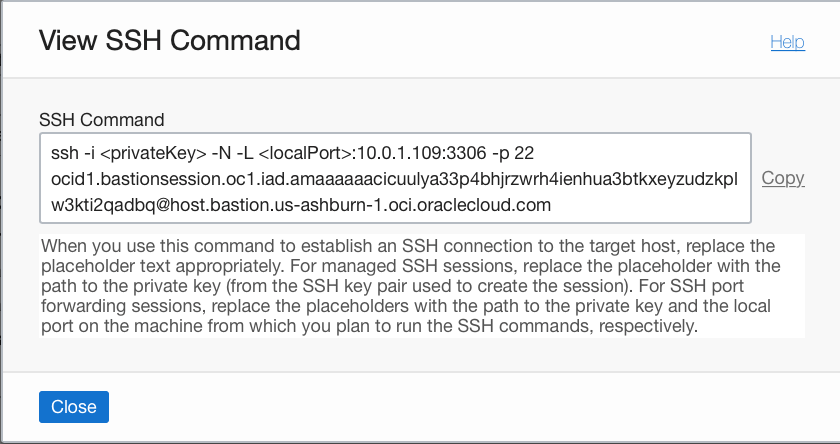 View SSH Command
Help
SSH Command
ssh -i <privateKey> -N -L <localPort>:10.0.1.109:3306 -p 22
ocid1.bastionsession.oc1.iad.amaaaaaacicuulya33p4bhjrzwrh4ienhua3btkxeyzudzkpl
w3kti2qadbq@host.bastion.us-ashburn-1.oci.oraclecloud.com
Copy
When you use this command to establish an SSH connection to the target host, replace the
placeholder text appropriately. For managed SSH sessions, replace the placeholder with the
path to the private key (from the SSH key pair used to create the session). For SSH port
forwarding sessions, replace the placeholders with the path to the private key and the local
port on the machine from which you plan to run the SSH commands, respectively.
Close